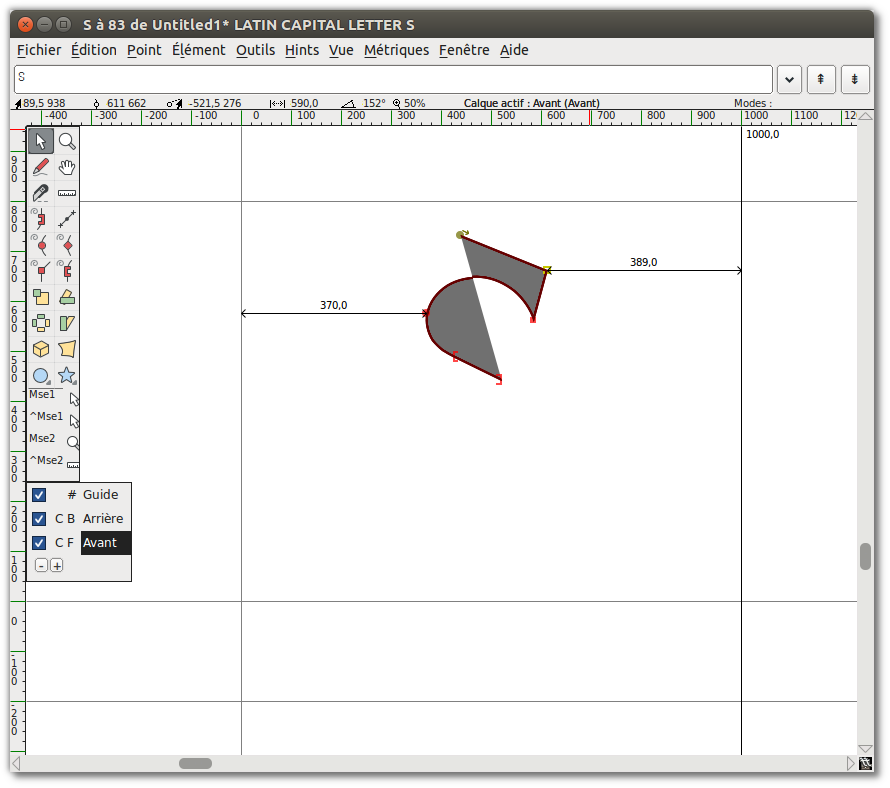 S à 83 de Untitled1* LATIN CAPITAL LETTER S
Fichier Édition Point Élément Outils Hints Vue Métriques Fenêtre Aide
S
89,5 938 611 662 -521,5 276 590,0 152° 50% Calque actif : Avant (Avant) Modes :
-400 -300 -200 -100 0 100 200 300 400 500 600 700 800 900 1000 1100 120
1000,0
900
800
389,0
700
370,0
600
500
Mse1
400
^Mse1
Mse2
^Mse2
300
# Guide
200
C B Arrière
C F Avant
100
- +
0
-100
-200